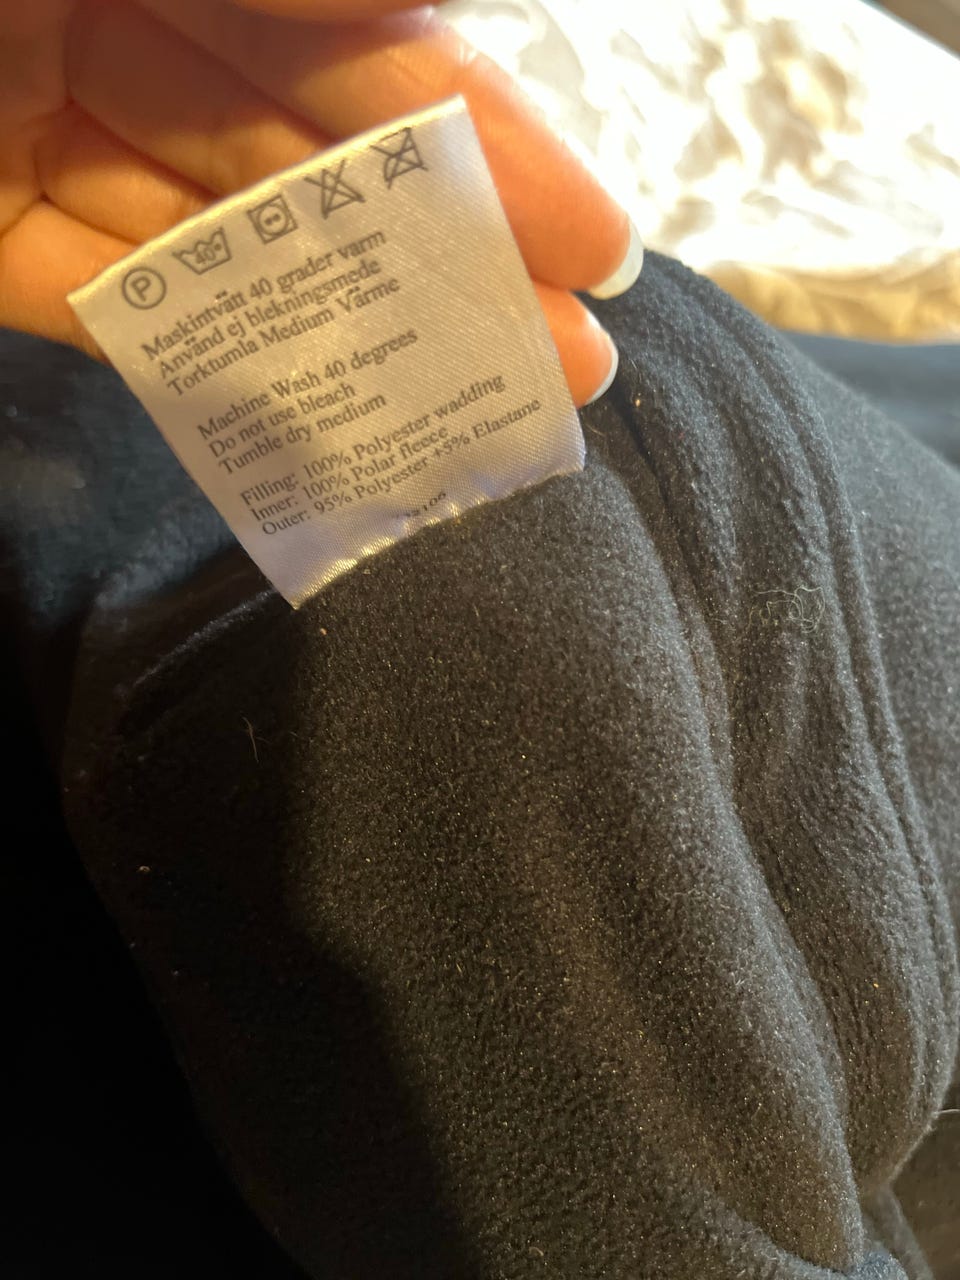 P 40°
Maskintvätt 40 grader varm
Använd ej blekningsmede
Torktumla Medium Värme
Machine Wash 40 degrees
Do not use bleach
Tumble dry medium
Filling: 100% Polyester wadding
Inner: 100% Polar fleece
Outer: 95% Polyester +5% Elastane